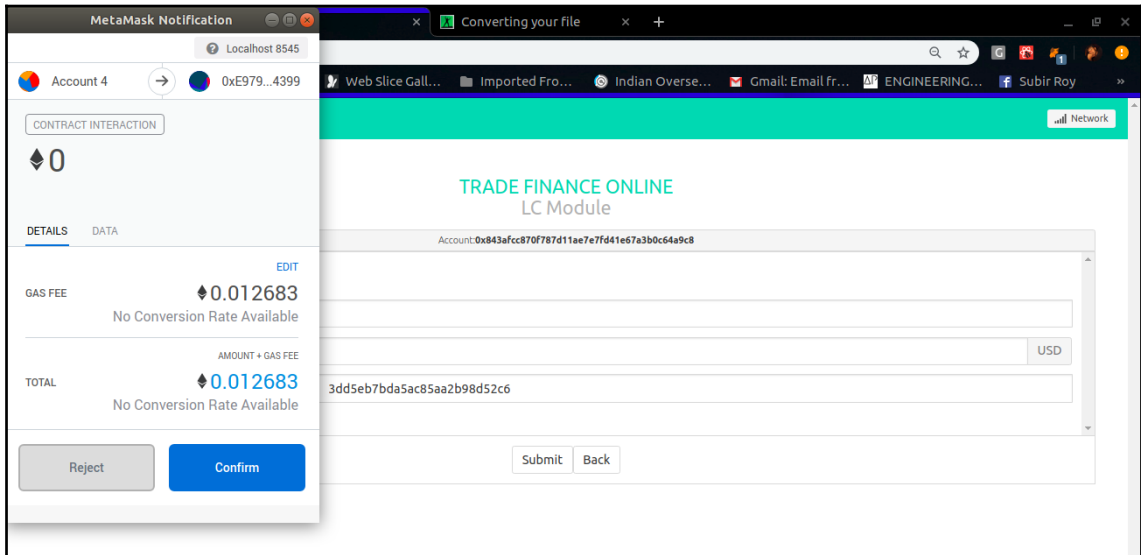 MetaMask Notification
Converting your file
Localhost 8545
Account 4
0xE979...4399
Web Slice Gall...
Imported Fro...
Indian Overse...
Gmail: Email fr...
ENGINEERING...
Subir Roy
»
CONTRACT INTERACTION
0
Network
TRADE FINANCE ONLINE
LC Module
DETAILS
DATA
Account:0x843afcc870f787d11ae7e7fd41e67a3b0c64a9c8
EDIT
GAS FEE
0.012683
No Conversion Rate Available
AMOUNT + GAS FEE
USD
TOTAL
0.012683
No Conversion Rate Available
3dd5eb7bda5ac85aa2b98d52c6
Reject
Confirm
Submit
Back